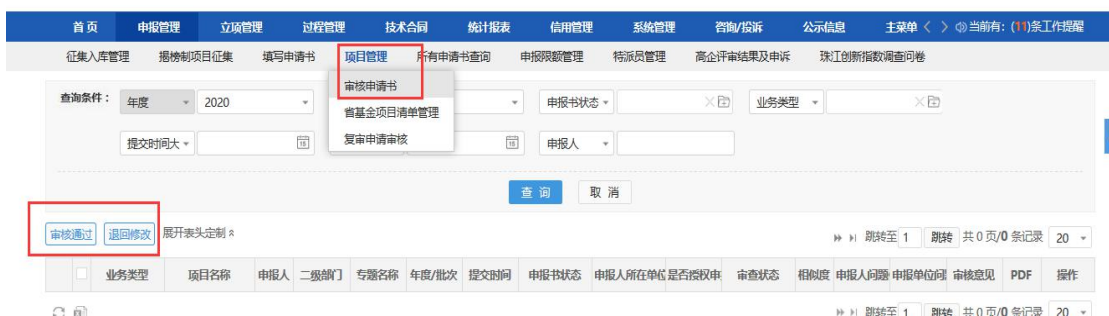 首页 申报管理 立项管理 过程管理 技术合同 统计报表 信用管理 系统管理 咨询/投诉 公示信息 主菜单 当前有: (11)条工作提醒
征集入库管理 揭榜制项目征集 填写申请书 项目管理 所有申请书查询 申报限额管理 特派员管理 高企评审结果及申诉 珠江创新指数调查问卷
审核申请书
省基金项目清单管理
复审申请审核
查询条件: 年度 2020 申报书状态 业务类型
提交时间大 申报人
查询 取消
审核通过 退回修改 展开表头定制 跳转至 1 跳转 共0页/0条记录 20
业务类型 项目名称 申报人 二级部门 专题名称 年度/批次 提交时间 申报书状态 申报人所在单位 是否授权申 审查状态 相似度 申报人问题 申报单位问 审核意见 PDF 操作
跳转至 1 跳转 共0页/0条记录 20